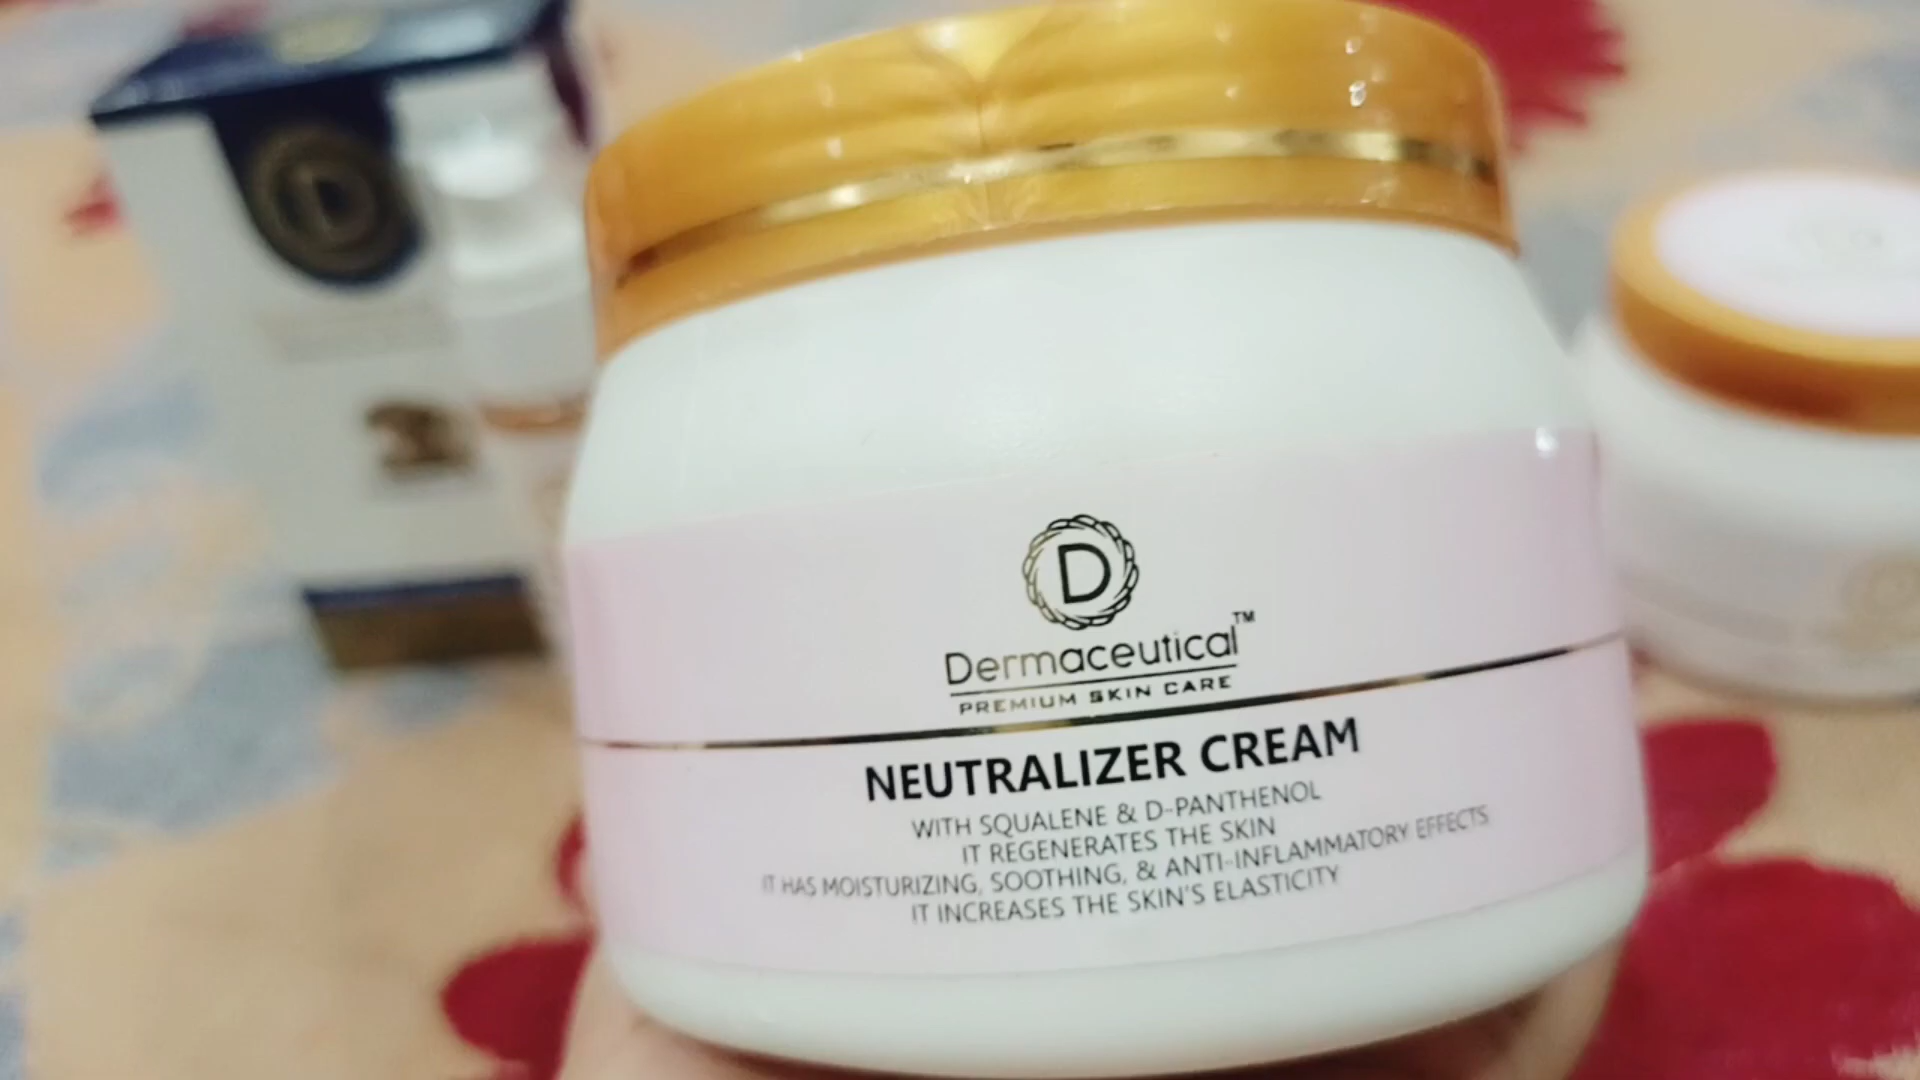 D
Dermaceutical™
PREMIUM SKIN CARE
NEUTRALIZER CREAM
WITH SQUALENE & D-PANTHENOL
IT REGENERATES THE SKIN
IT HAS MOISTURIZING, SOOTHING, & ANTI-INFLAMMATORY EFFECTS
IT INCREASES THE SKIN'S ELASTICITY